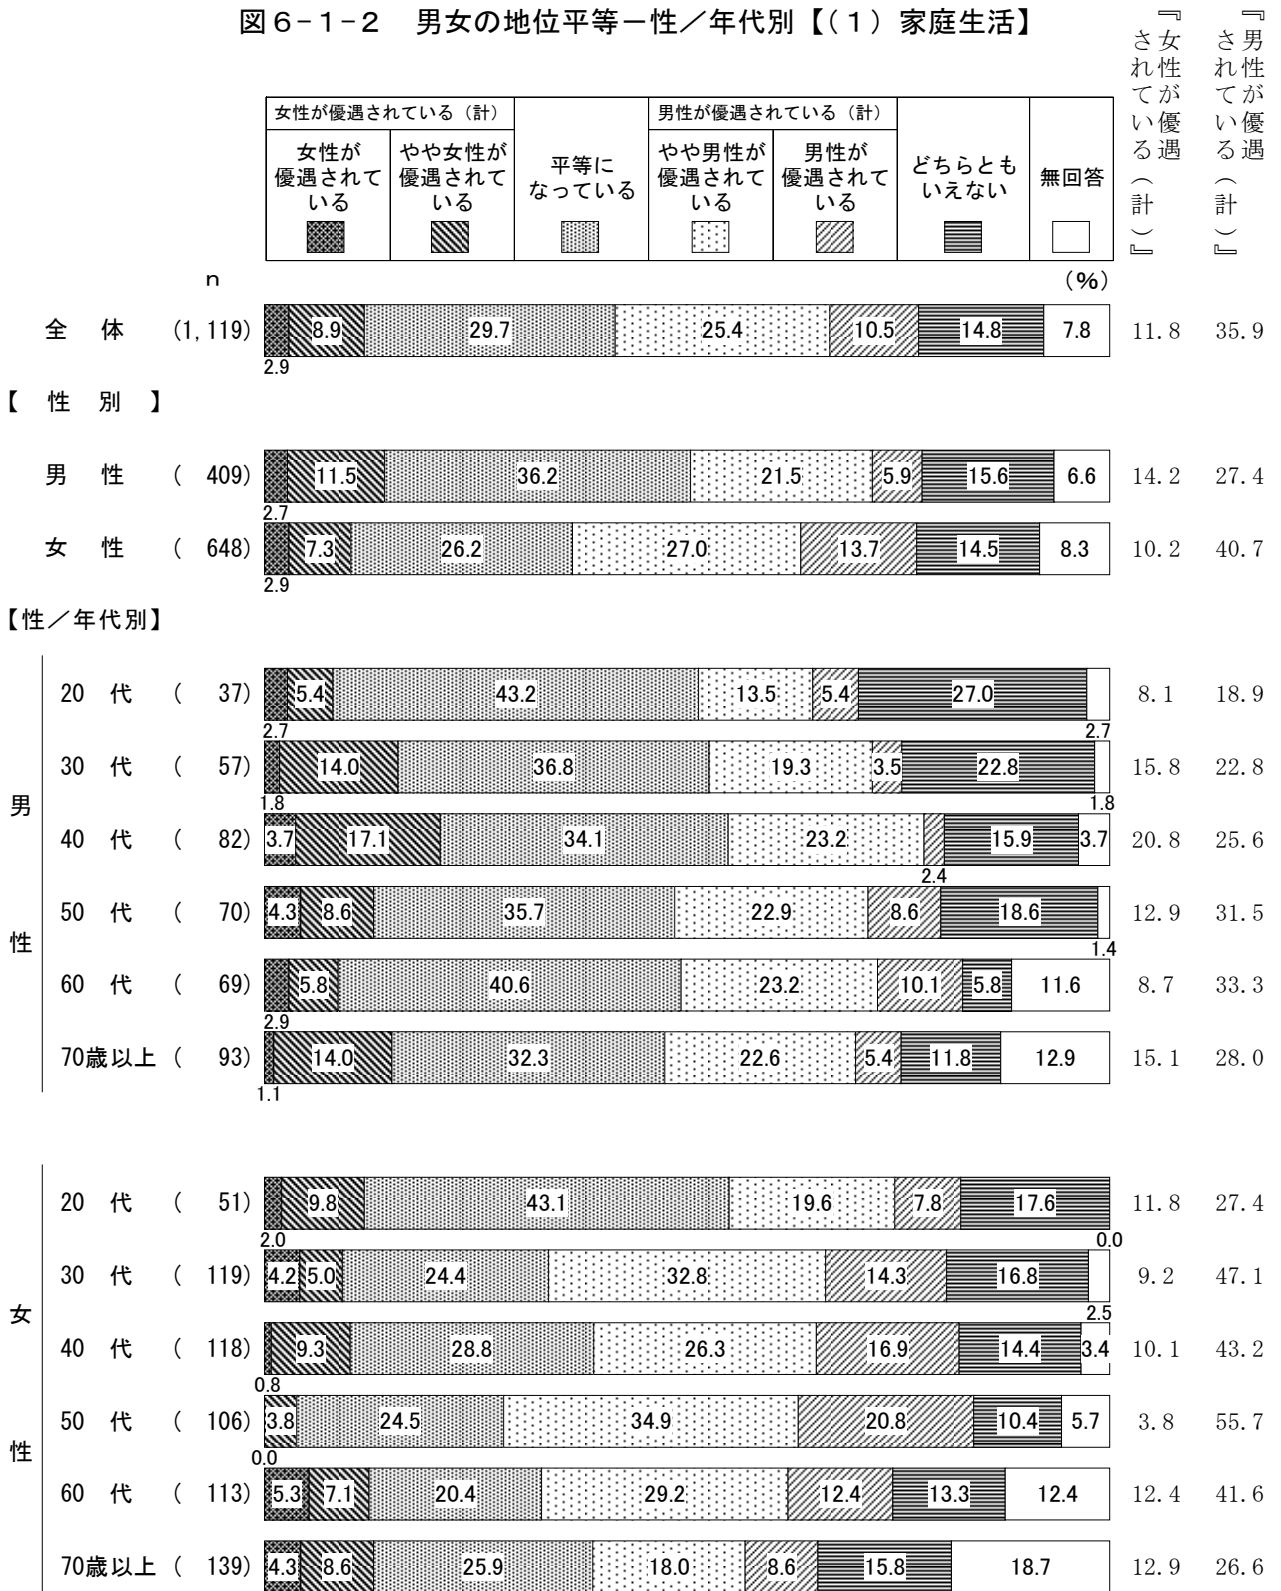 図6-1-2　男女の地位平等－性／年代別【(1) 家庭生活】
『女性が優遇されている（計）』
『男性が優遇されている（計）』
女性が優遇されている（計）
男性が優遇されている（計）
女性が優遇されている
やや女性が優遇されている
平等になっている
やや男性が優遇されている
男性が優遇されている
どちらともいえない
無回答
n
(%)
全　体 (1,119) 2.9 8.9 29.7 25.4 10.5 14.8 7.8 11.8 35.9
【 性 別 】
男　性 ( 409) 2.7 11.5 36.2 21.5 5.9 15.6 6.6 14.2 27.4
女　性 ( 648) 2.9 7.3 26.2 27.0 13.7 14.5 8.3 10.2 40.7
【性／年代別】
男性
20 代 ( 37) 2.7 5.4 43.2 13.5 5.4 27.0 2.7 8.1 18.9
30 代 ( 57) 1.8 14.0 36.8 19.3 3.5 22.8 1.8 15.8 22.8
40 代 ( 82) 3.7 17.1 34.1 23.2 2.4 15.9 3.7 20.8 25.6
50 代 ( 70) 4.3 8.6 35.7 22.9 8.6 18.6 1.4 12.9 31.5
60 代 ( 69) 2.9 5.8 40.6 23.2 10.1 5.8 11.6 8.7 33.3
70歳以上 ( 93) 1.1 14.0 32.3 22.6 5.4 11.8 12.9 15.1 28.0
女性
20 代 ( 51) 2.0 9.8 43.1 19.6 7.8 17.6 0.0 11.8 27.4
30 代 ( 119) 4.2 5.0 24.4 32.8 14.3 16.8 2.5 9.2 47.1
40 代 ( 118) 0.8 9.3 28.8 26.3 16.9 14.4 3.4 10.1 43.2
50 代 ( 106) 0.0 3.8 24.5 34.9 20.8 10.4 5.7 3.8 55.7
60 代 ( 113) 5.3 7.1 20.4 29.2 12.4 13.3 12.4 12.4 41.6
70歳以上 ( 139) 4.3 8.6 25.9 18.0 8.6 15.8 18.7 12.9 26.6